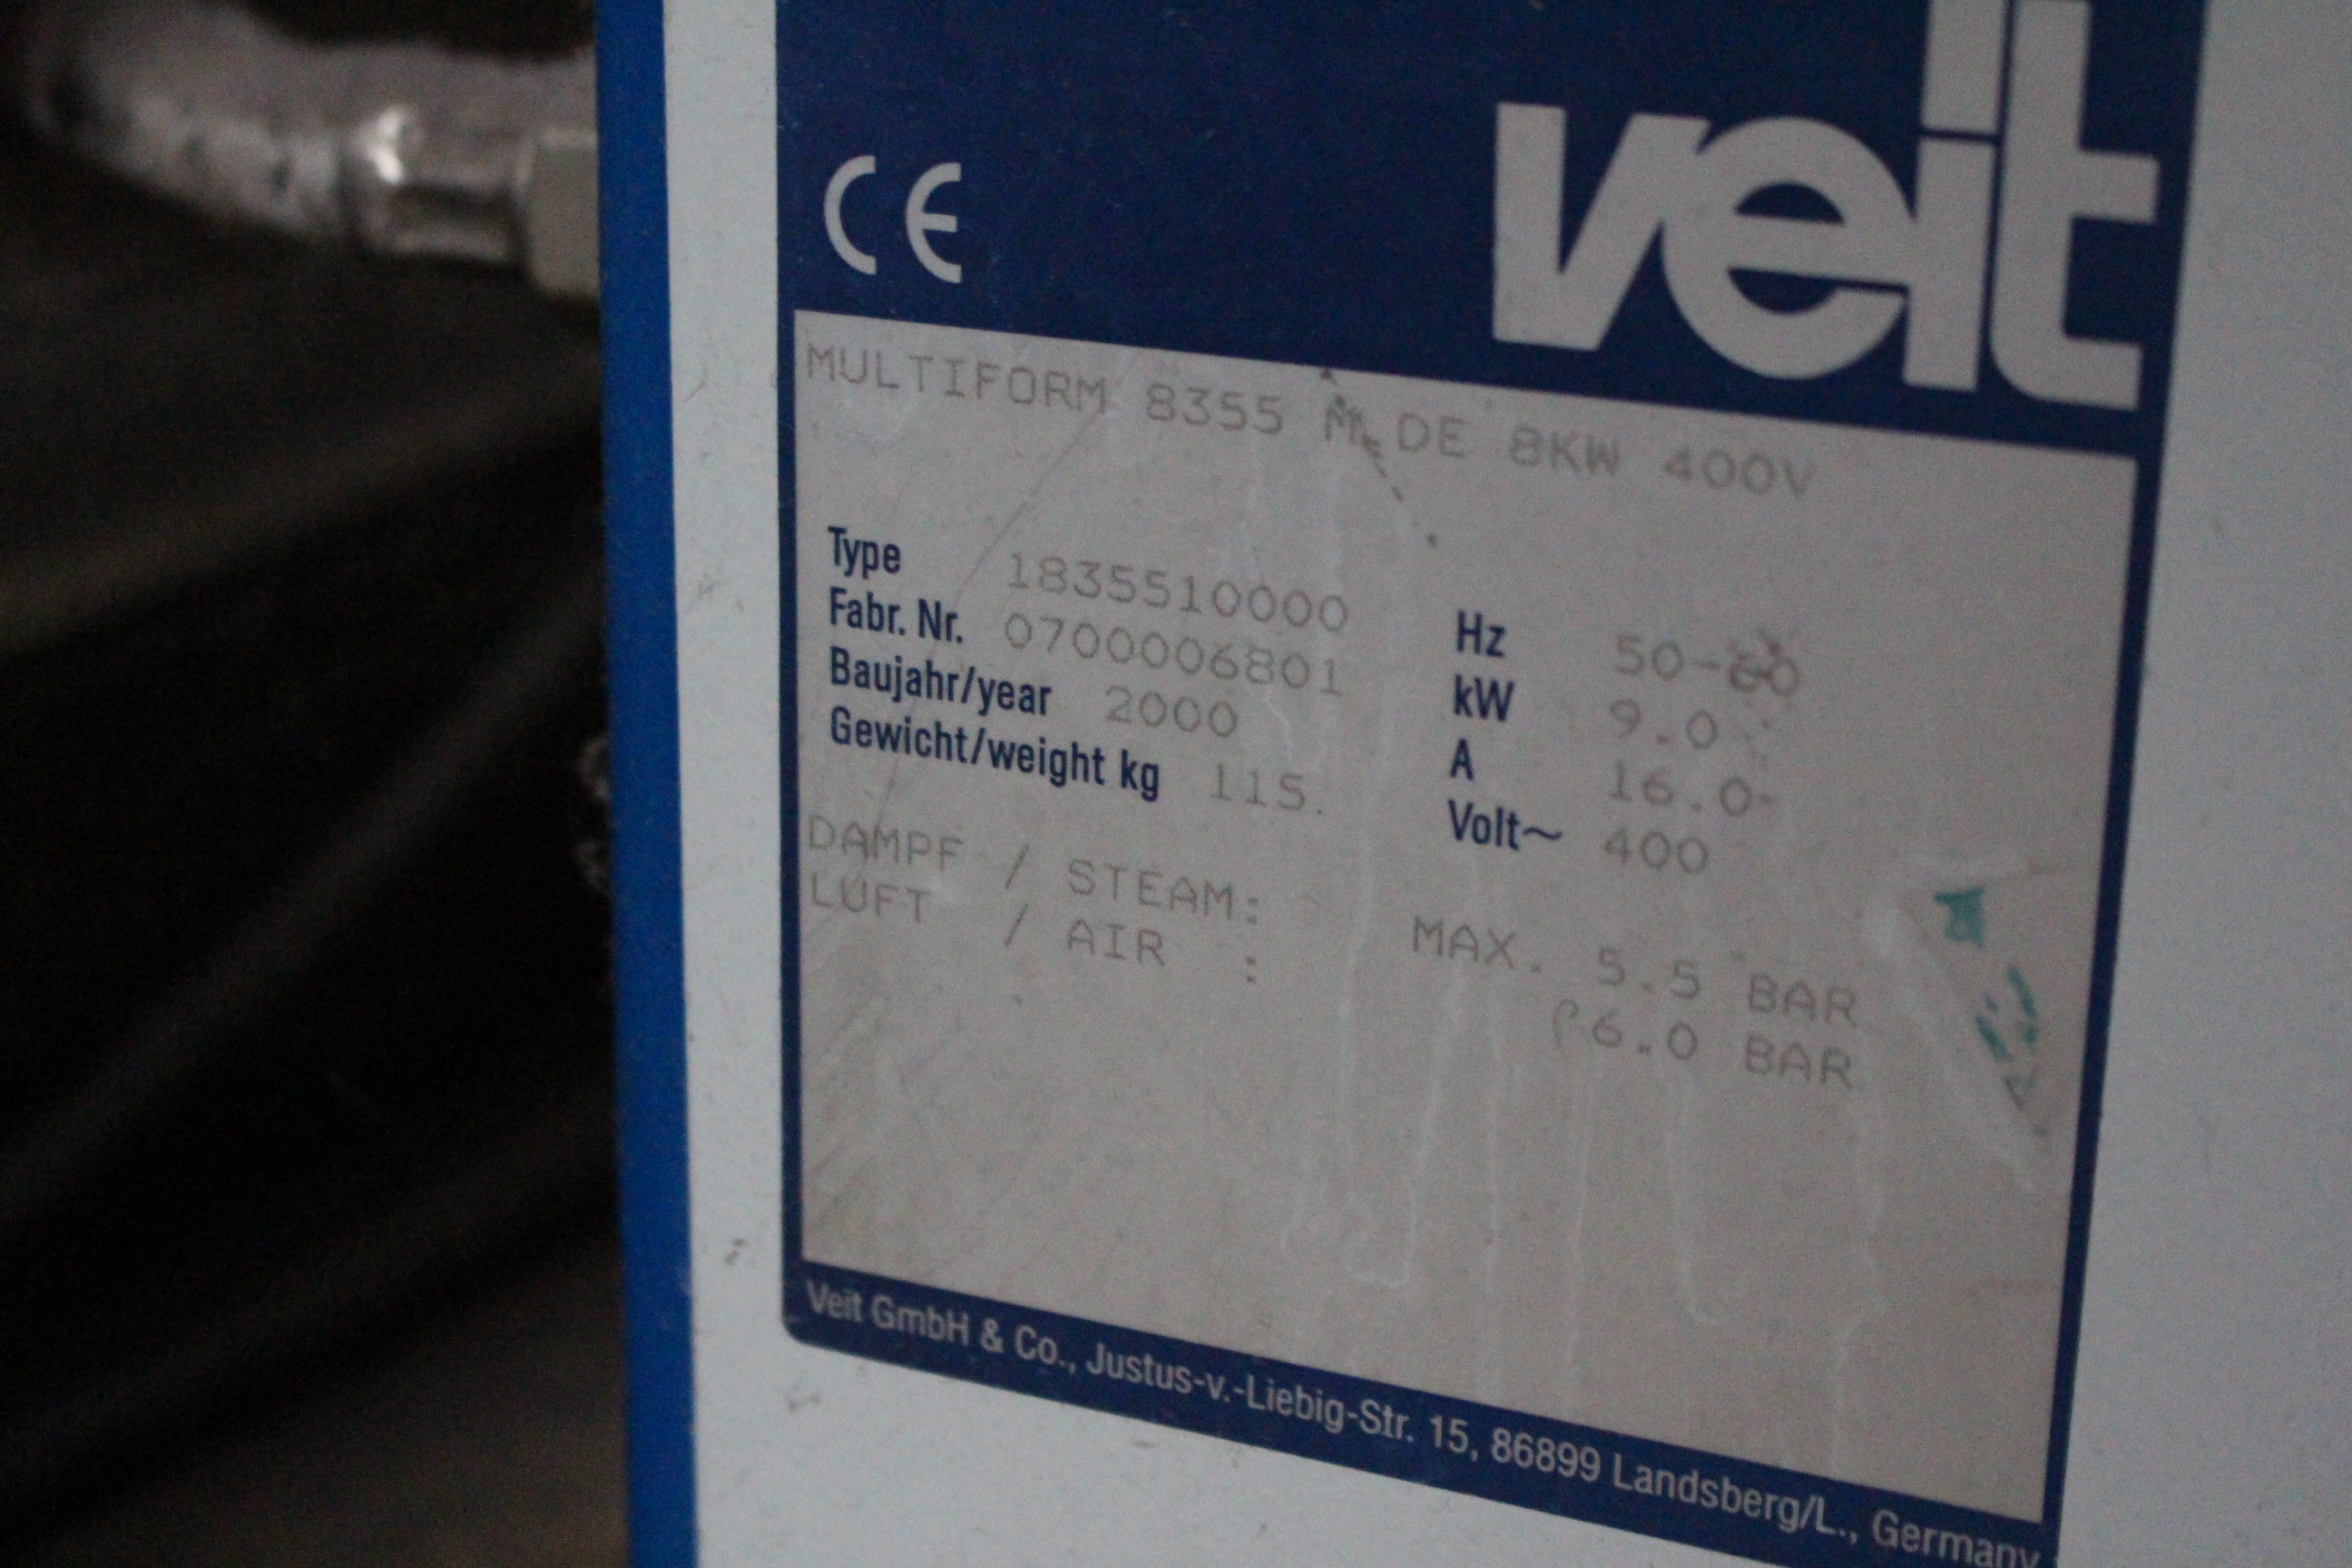 CE
veit
MULTIFORM 8355 M. DE 8KW 400V
Type 1835510000
Fabr. Nr. 0700006801
Baujahr/year 2000
Gewicht/weight kg 115.
Hz 50-60
kW 9.0
A 16.0
Volt~ 400
DAMPF / STEAM: MAX. 5.5 BAR
LUFT / AIR : 6.0 BAR
Veit GmbH & Co., Justus-v.-Liebig-Str. 15, 86899 Landsberg/L., Germany